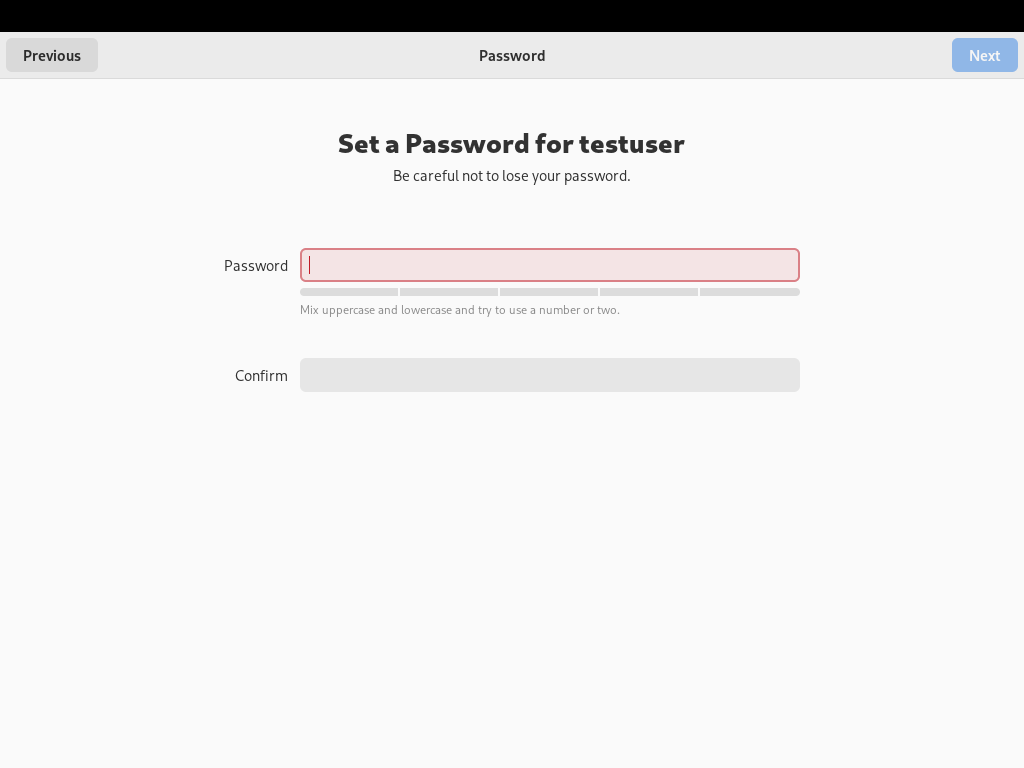 Previous
Password
Next
Set a Password for testuser
Be careful not to lose your password.
Password
Mix uppercase and lowercase and try to use a number or two.
Confirm